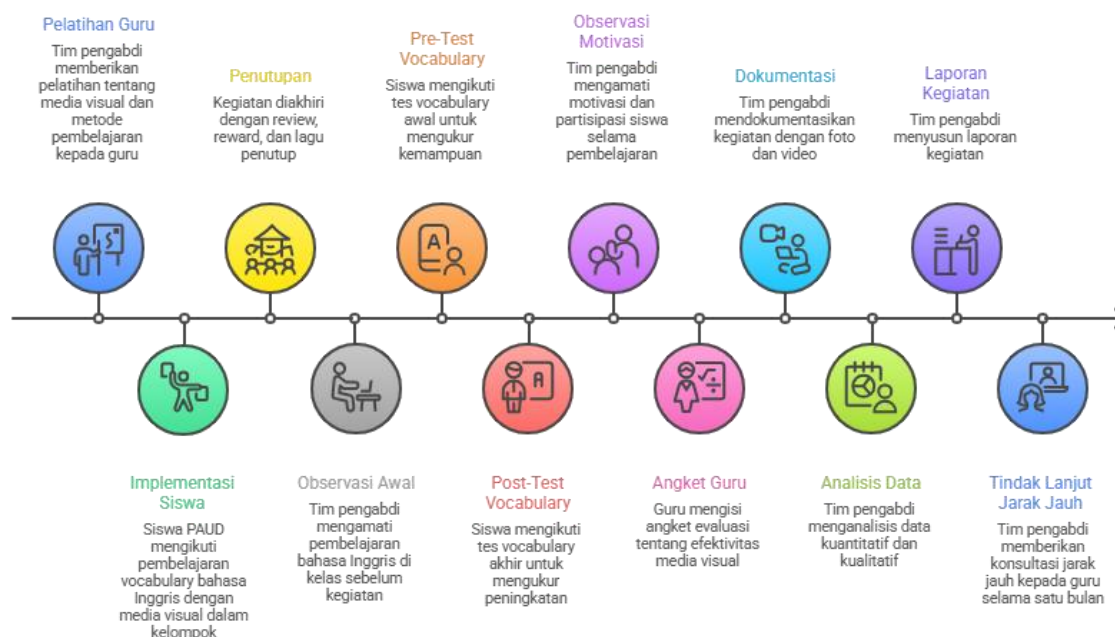 Pelatihan Guru
Tim pengabdi
memberikan
pelatihan tentang
media visual dan
metode
pembelajaran
kepada guru
Penutupan
Kegiatan diakhiri
dengan review,
reward, dan lagu
penutup
Pre-Test
Vocabulary
Siswa mengikuti
tes vocabulary
awal untuk
mengukur
kemampuan
Observasi
Motivasi
Tim pengabdi
mengamati
motivasi dan
partisipasi siswa
selama
pembelajaran
Dokumentasi
Tim pengabdi
mendokumentasikan
kegiatan dengan foto
dan video
Laporan
Kegiatan
Tim pengabdi
menyusun laporan
kegiatan
A
A
Implementasi
Siswa
Siswa PAUD
mengikuti
pembelajaran
vocabulary bahasa
Inggris dengan
media visual dalam
kelompok
Observasi Awal
Tim pengabdi
mengamati
pembelajaran
bahasa Inggris di
kelas sebelum
kegiatan
Post-Test
Vocabulary
Siswa mengikuti
tes vocabulary
akhir untuk
mengukur
peningkatan
Angket Guru
Guru mengisi
angket evaluasi
tentang efektivitas
media visual
Analisis Data
Tim pengabdi
menganalisis data
kuantitatif dan
kualitatif
Tindak Lanjut
Jarak Jauh
Tim pengabdi
memberikan
konsultasi jarak
jauh kepada guru
selama satu bulan